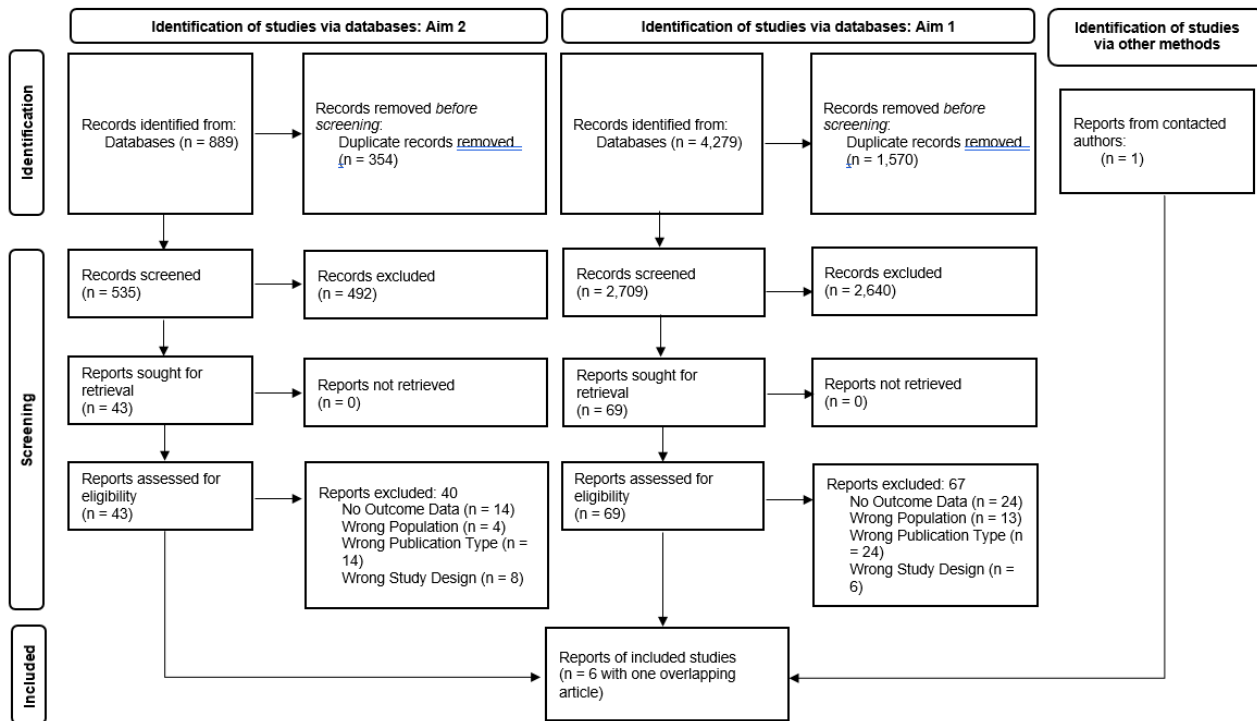 Identification of studies via databases: Aim 2
Identification of studies via databases: Aim 1
Identification of studies
via other methods
Identification
Records identified from:
Databases (n = 889)
Records removed before
screening:
Duplicate records removed
(n = 354)
Records identified from:
Databases (n = 4,279)
Records removed before
screening:
Duplicate records removed
(n = 1,570)
Reports from contacted
authors:
(n = 1)
Screening
Records screened
(n = 535)
Records excluded
(n = 492)
Records screened
(n = 2,709)
Records excluded
(n = 2,640)
Reports sought for
retrieval
(n = 43)
Reports not retrieved
(n = 0)
Reports sought for
retrieval
(n = 69)
Reports not retrieved
(n = 0)
Reports assessed for
eligibility
(n = 43)
Reports excluded: 40
No Outcome Data (n = 14)
Wrong Population (n = 4)
Wrong Publication Type (n =
14)
Wrong Study Design (n = 8)
Reports assessed for
eligibility
(n = 69)
Reports excluded: 67
No Outcome Data (n = 24)
Wrong Population (n = 13)
Wrong Publication Type (n
= 24)
Wrong Study Design (n =
6)
Included
Reports of included studies
(n = 6 with one overlapping
article)